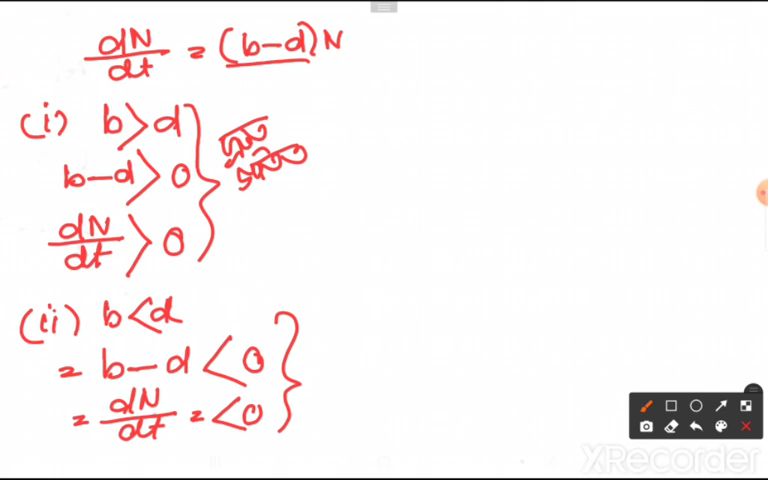 dN/dt = (b-d)N
(i) b>d
b-d>0
dN/dt > 0
(ii) b<d
= b-d<0
= dN/dt = <0
XRecorder